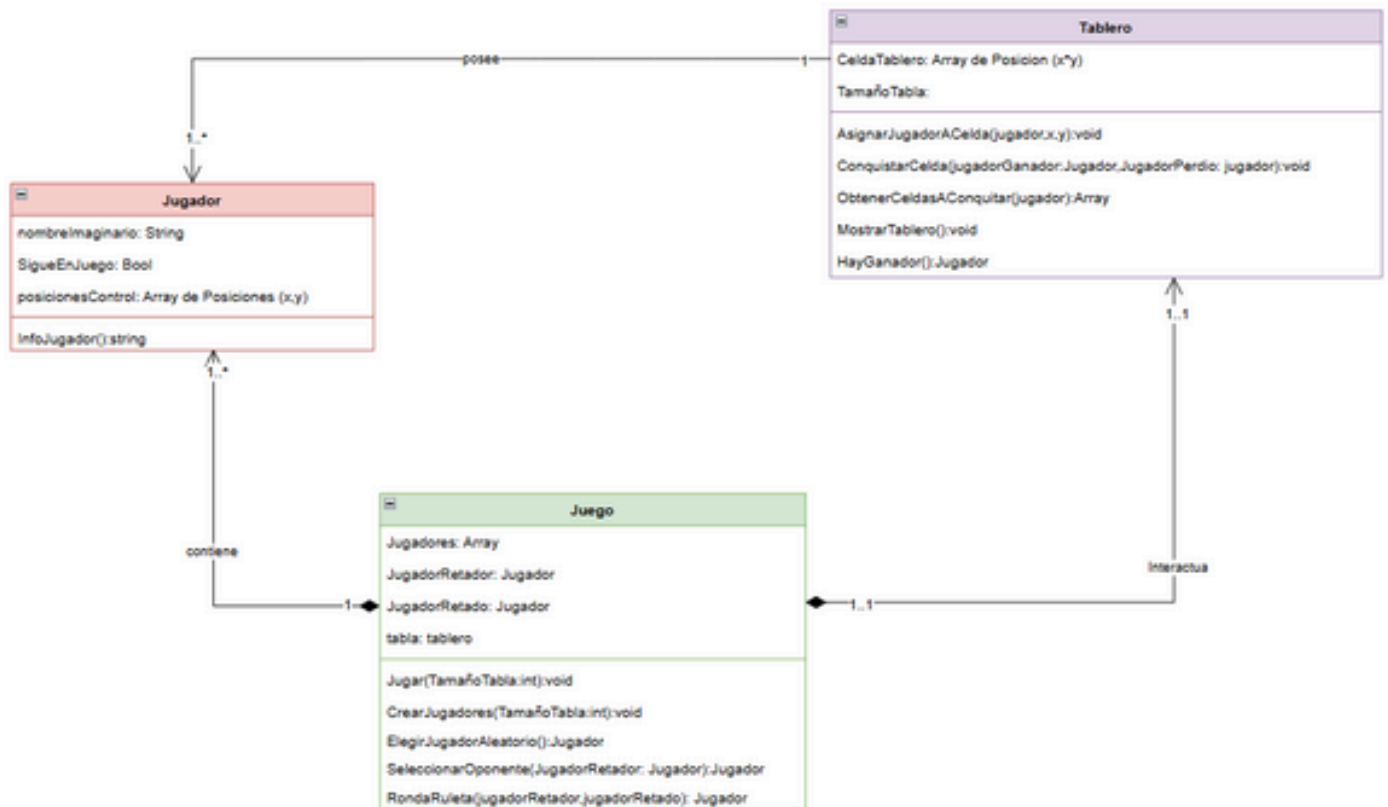 Tablero
CeldaTablero: Array de Posicion (x*y)
TamañoTabla:
AsignarJugadorACelda(jugador,x,y):void
ConquistarCelda(jugadorGanador:Jugador,JugadorPerdio: jugador):void
ObtenerCeldasAConquitar(jugador):Array
MostrarTablero():void
HayGanador():Jugador
posee
1
1..*
Jugador
nombreImaginario: String
SigueEnJuego: Bool
posicionesControl: Array de Posiciones (x,y)
InfoJugador():string
1..*
1..1
contiene
Interactua
1
1..1
Juego
Jugadores: Array
JugadorRetador: Jugador
JugadorRetado: Jugador
tabla: tablero
Jugar(TamañoTabla:int):void
CrearJugadores(TamañoTabla:int):void
ElegirJugadorAleatorio():Jugador
SeleccionarOponente(JugadorRetador: Jugador):Jugador
RondaRuleta(jugadorRetador,jugadorRetado): Jugador